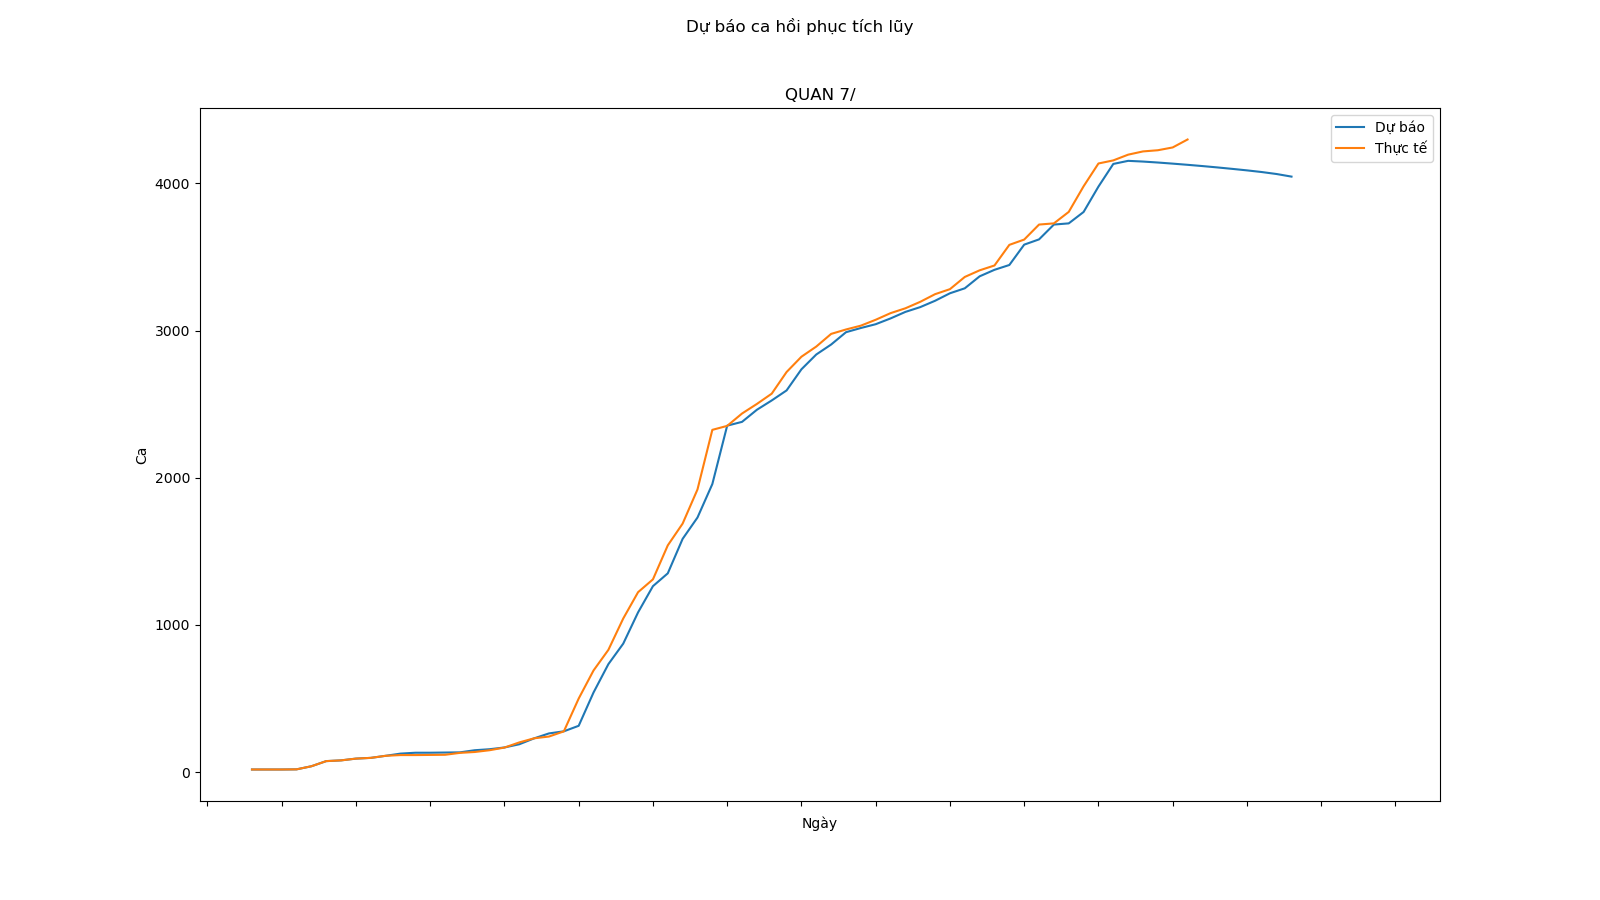 Dự báo ca hồi phục tích lũy
QUAN 7/
Dự báo
Thực tế
4000
3000
2000
1000
0
Ca
Ngày